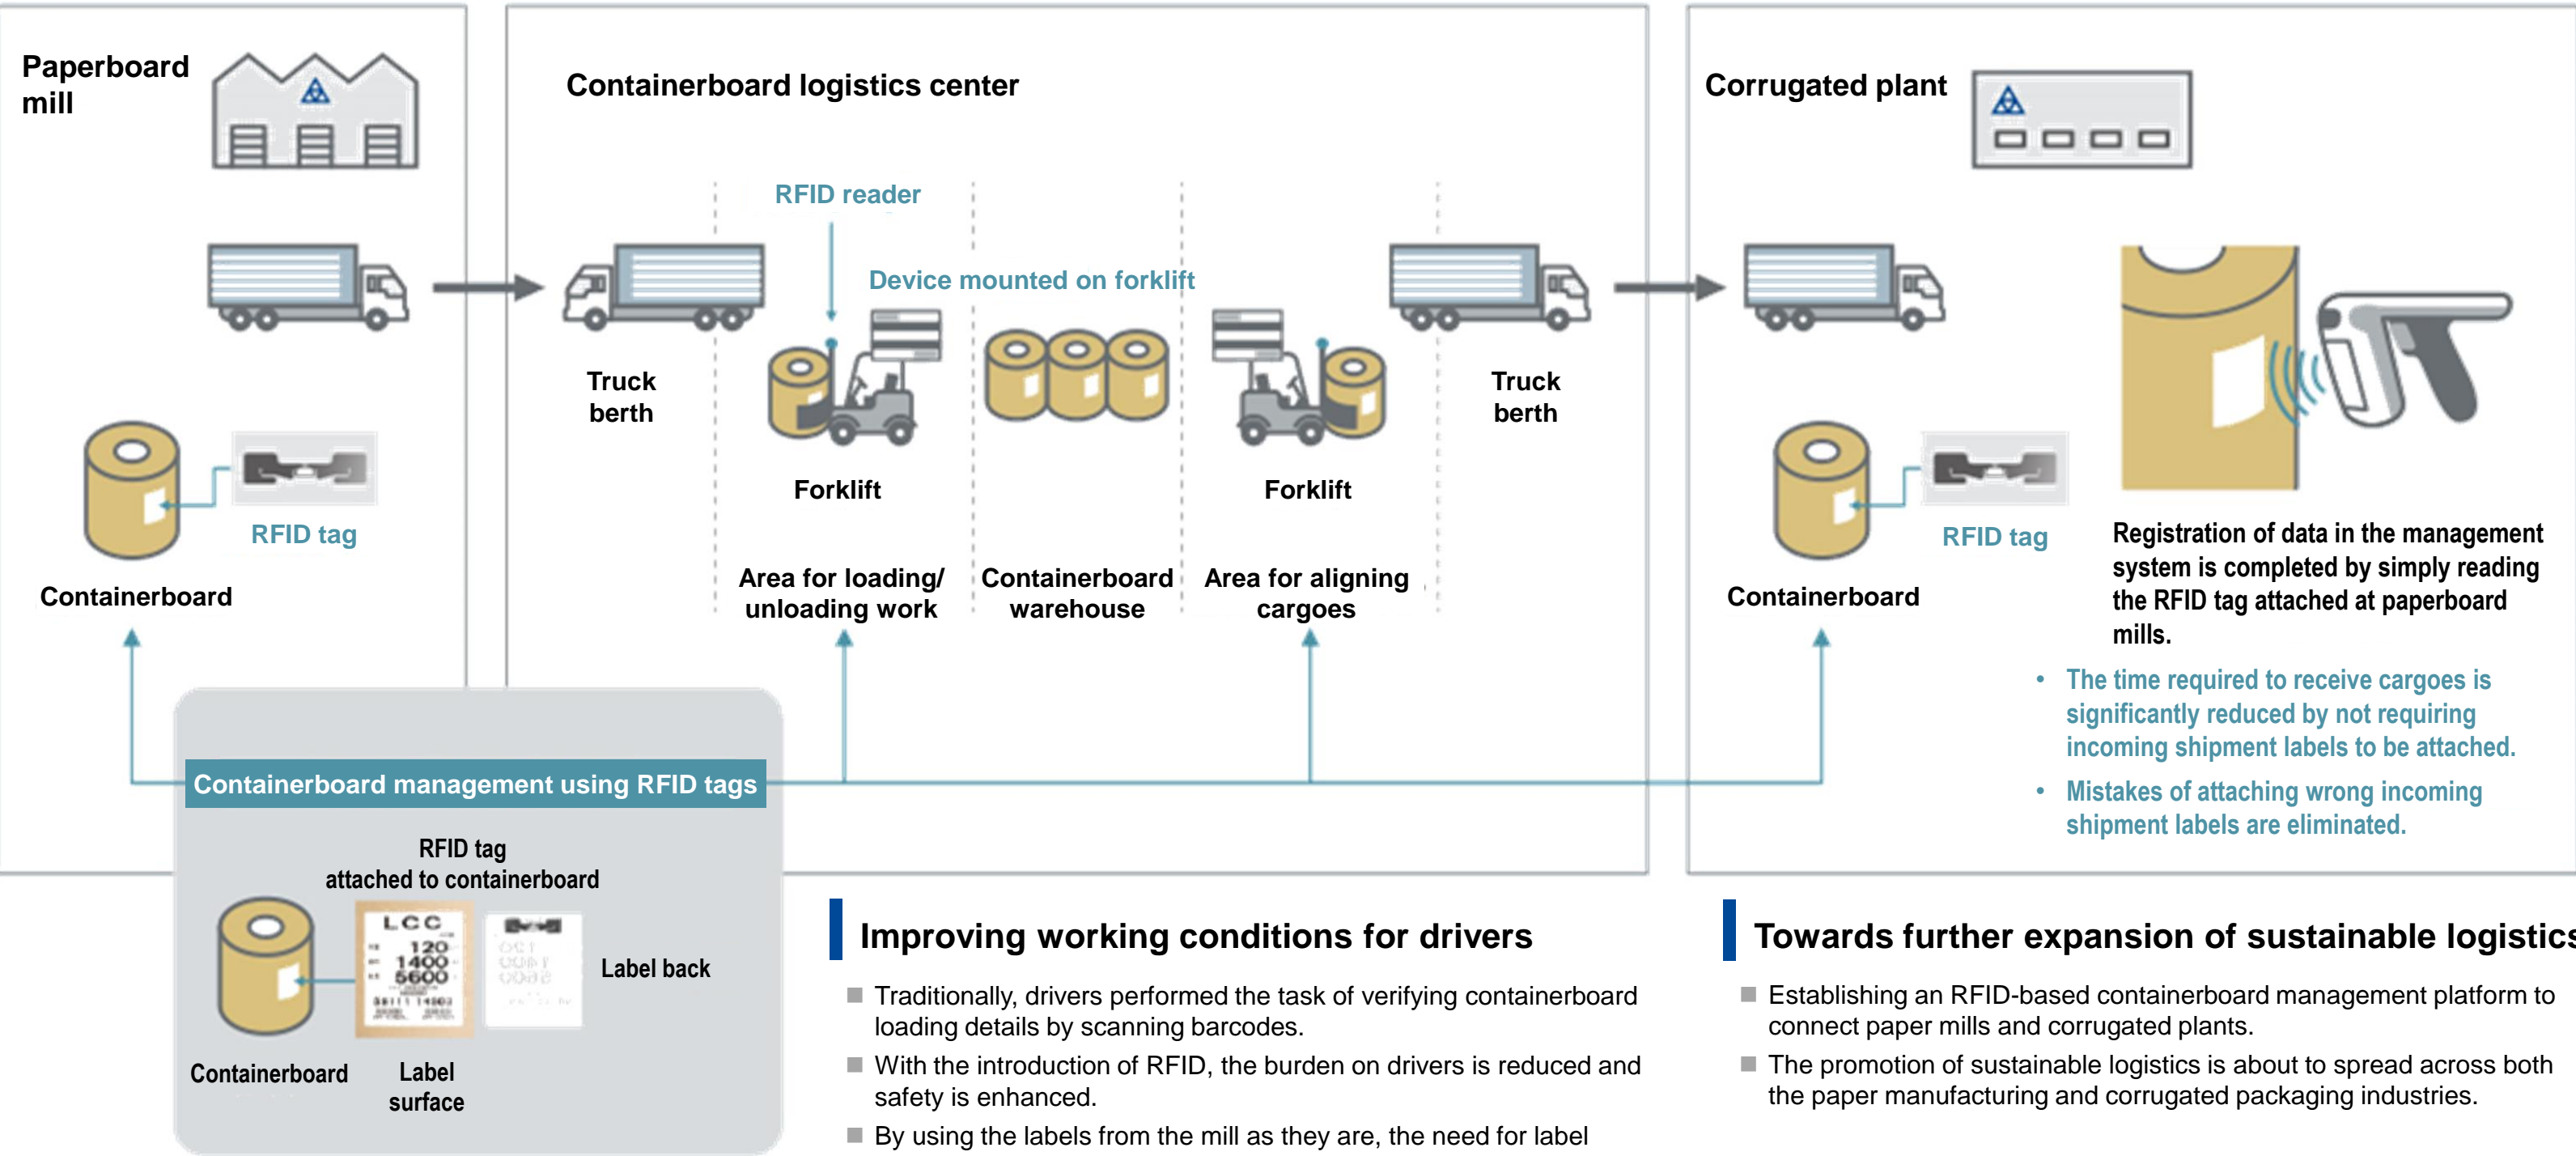 Paperboard
mill
Containerboard logistics center
Corrugated plant
RFID reader
Device mounted on forklift
Truck
berth
Truck
berth
Forklift
Forklift
RFID tag
RFID tag
Containerboard
Area for loading/
unloading work
Containerboard
warehouse
Area for aligning
cargoes
Containerboard
Registration of data in the management
system is completed by simply reading
the RFID tag attached at paperboard
mills.
• The time required to receive cargoes is
significantly reduced by not requiring
incoming shipment labels to be attached.
• Mistakes of attaching wrong incoming
shipment labels are eliminated.
Containerboard management using RFID tags
RFID tag
attached to containerboard
LCC
120
1400
5600
Label back
Containerboard
Label
surface
Improving working conditions for drivers
Traditionally, drivers performed the task of verifying containerboard
loading details by scanning barcodes.
With the introduction of RFID, the burden on drivers is reduced and
safety is enhanced.
By using the labels from the mill as they are, the need for label
Towards further expansion of sustainable logistics
Establishing an RFID-based containerboard management platform to
connect paper mills and corrugated plants.
The promotion of sustainable logistics is about to spread across both
the paper manufacturing and corrugated packaging industries.